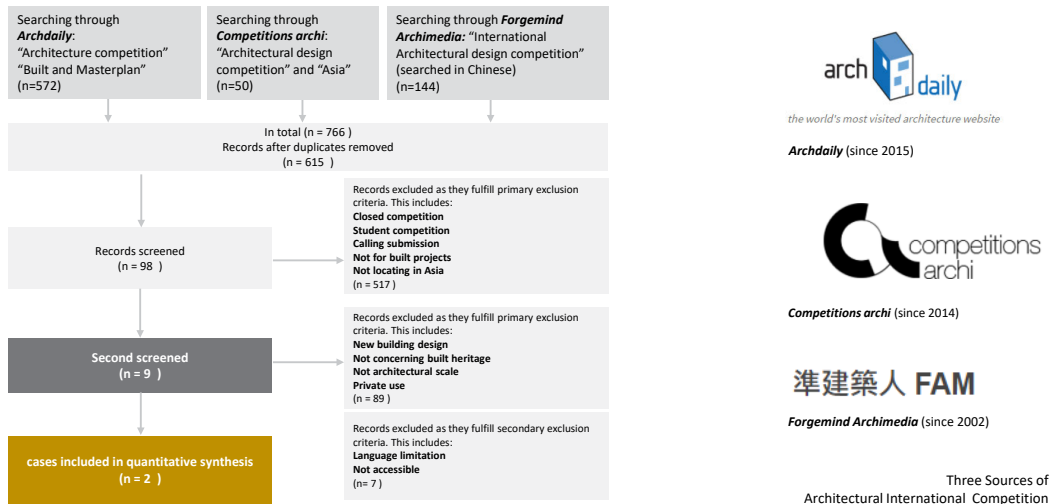 Searching through
Archdaily:
“Architecture competition”
“Built and Masterplan”
(n=572)
Searching through
Competitions archi:
“Architectural design
competition” and “Asia”
(n=50)
Searching through Forgemind
Archimedia: “International
Architectural design competition”
(searched in Chinese)
(n=144)
In total (n = 766)
Records after duplicates removed
(n = 615 )
Records screened
(n = 98 )
Records excluded as they fulfill primary exclusion
criteria. This includes:
Closed competition
Student competition
Calling submission
Not for built projects
Not locating in Asia
(n = 517)
Second screened
(n = 9 )
Records excluded as they fulfill primary exclusion
criteria. This includes:
New building design
Not concerning built heritage
Not architectural scale
Private use
(n = 89 )
cases included in quantitative synthesis
(n = 2 )
Records excluded as they fulfill secondary exclusion
criteria. This includes:
Language limitation
Not accessible
(n= 7 )
arch
daily
the world's most visited architecture website
Archdaily (since 2015)
competitions
archi
Competitions archi (since 2014)
準建築人 FAM
Forgemind Archimedia (since 2002)
Three Sources of
Architectural International Competition